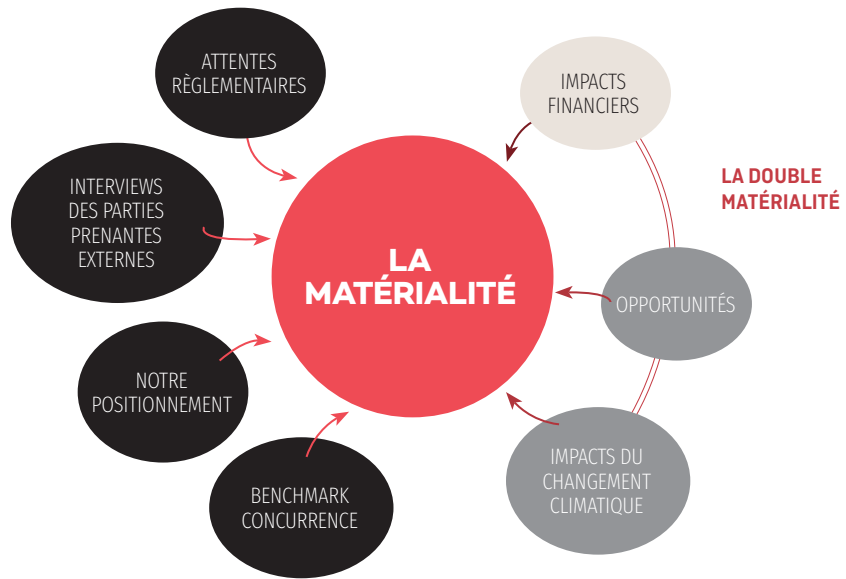 ATTENTES
RÈGLEMENTAIRES
INTERVIEWS
DES PARTIES
PRENANTES
EXTERNES
NOTRE
POSITIONNEMENT
BENCHMARK
CONCURRENCE
LA
MATÉRIALITÉ
IMPACTS
FINANCIERS
LA DOUBLE
MATÉRIALITÉ
OPPORTUNITÉS
IMPACTS DU
CHANGEMENT
CLIMATIQUE